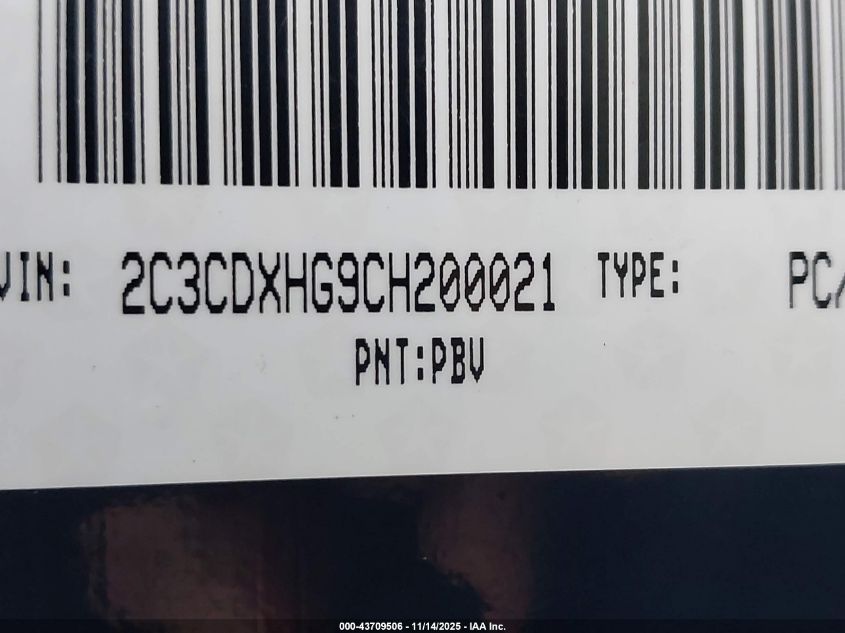 VIN: 2C3CDXHG9CH200021 TYPE: PC/
PNT:PBV
000-43709506 - 11/14/2025 - IAA Inc.